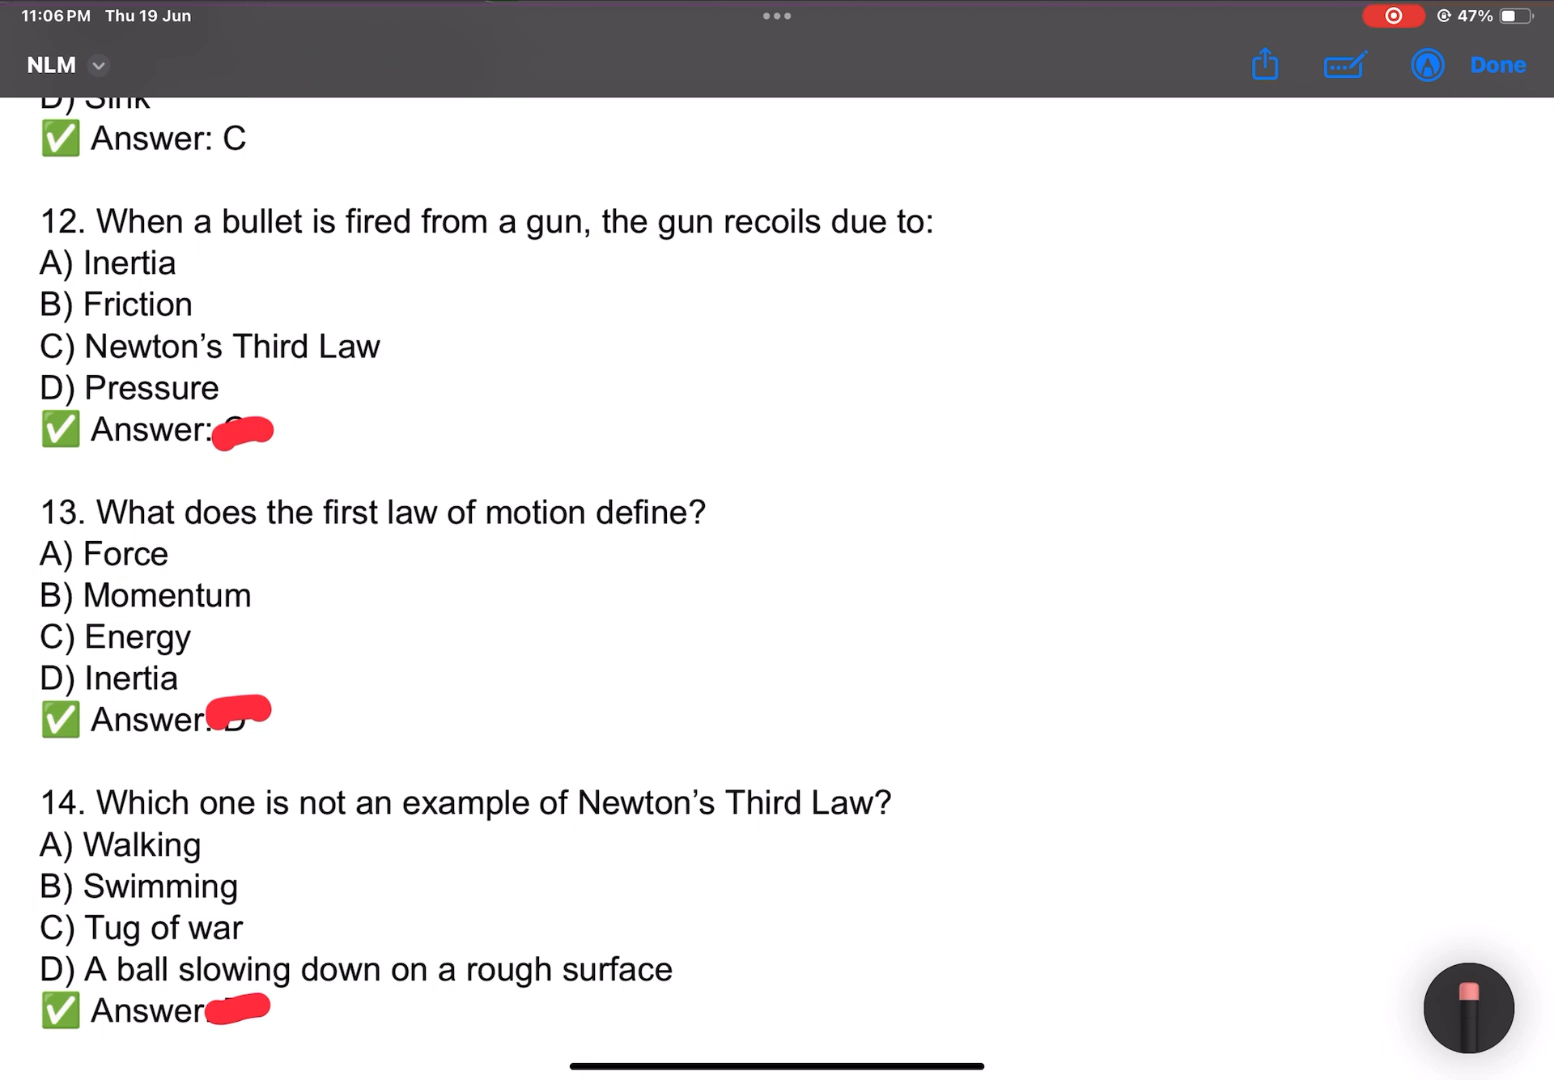 11:06 PM Thu 19 Jun
47%
NLM
Done
D) Sink
✅ Answer: C
12. When a bullet is fired from a gun, the gun recoils due to:
A) Inertia
B) Friction
C) Newton’s Third Law
D) Pressure
✅ Answer:
13. What does the first law of motion define?
A) Force
B) Momentum
C) Energy
D) Inertia
✅ Answer: D
14. Which one is not an example of Newton’s Third Law?
A) Walking
B) Swimming
C) Tug of war
D) A ball slowing down on a rough surface
✅ Answer